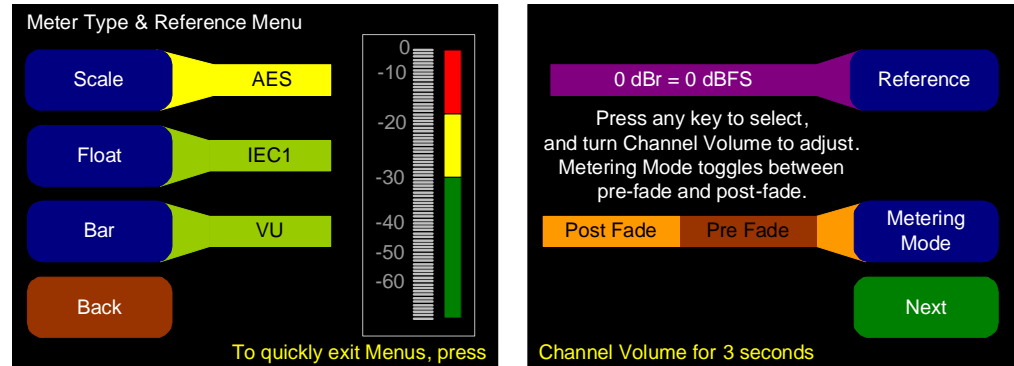 Meter Type & Reference Menu
Scale
AES
Float
IEC1
Bar
VU
Back
0
-10
-20
-30
-40
-50
-60
To quickly exit Menus, press
0 dBr = 0 dBFS
Reference
Press any key to select,
and turn Channel Volume to adjust.
Metering Mode toggles between
pre-fade and post-fade.
Post Fade
Pre Fade
Metering
Mode
Next
Channel Volume for 3 seconds